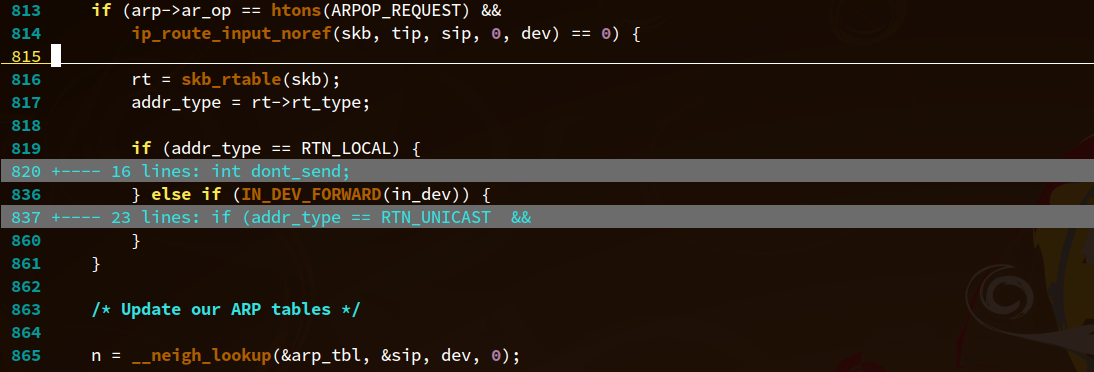 813     if (arp->ar_op == htons(ARPOP_REQUEST) &&
814         ip_route_input_noref(skb, tip, sip, 0, dev) == 0) {
815
816         rt = skb_rtable(skb);
817         addr_type = rt->rt_type;
818
819         if (addr_type == RTN_LOCAL) {
820 +---- 16 lines: int dont_send;
836         } else if (IN_DEV_FORWARD(in_dev)) {
837 +---- 23 lines: if (addr_type == RTN_UNICAST  &&
860         }
861     }
862
863     /* Update our ARP tables */
864
865     n = __neigh_lookup(&arp_tbl, &sip, dev, 0);